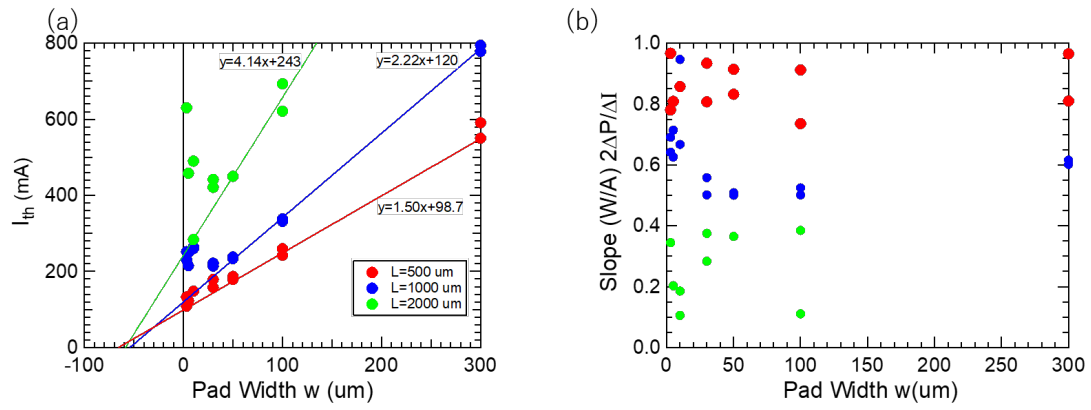 (a)
800
600
400
200
0
I_th (mA)
-100 0 100 200 300
Pad Width w (um)
y=4.14x+243
y=2.22x+120
y=1.50x+98.7
L=500 um
L=1000 um
L=2000 um
(b)
1.0
0.8
0.6
0.4
0.2
0.0
Slope (W/A) 2ΔP/ΔI
0 50 100 150 200 250 300
Pad Width w(um)